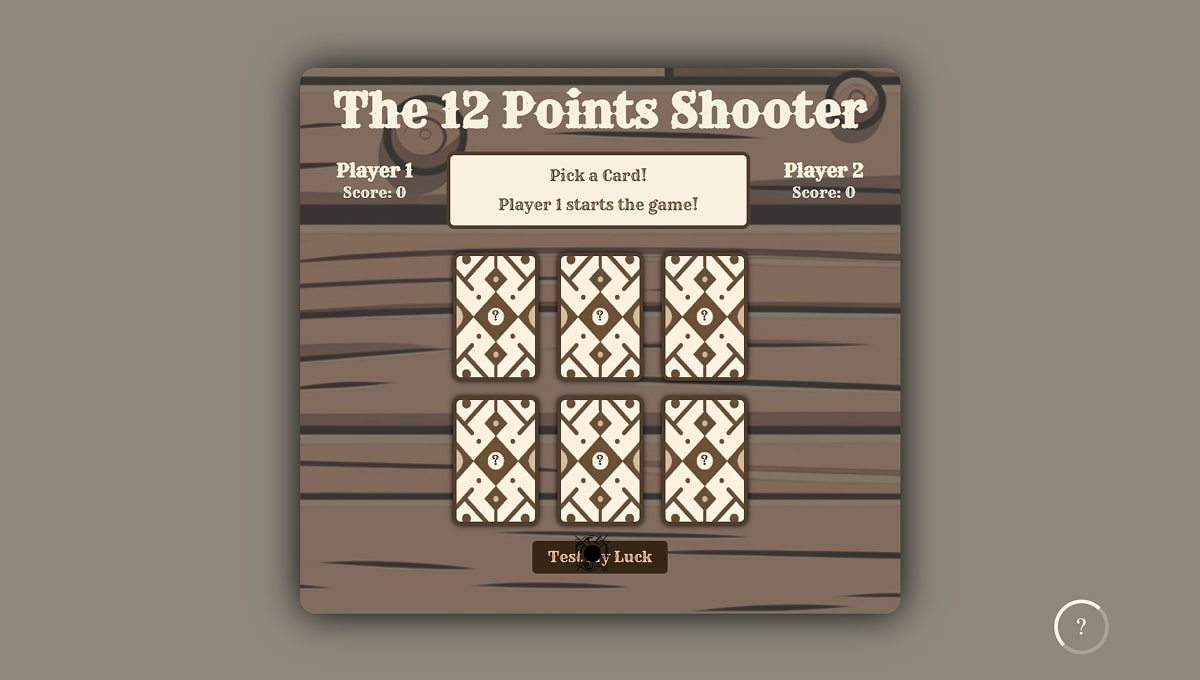 The 12 Points Shooter
Player 1
Score: 0
Pick a Card!
Player 1 starts the game!
Player 2
Score: 0
? ? ?
? ? ?
Luck
?